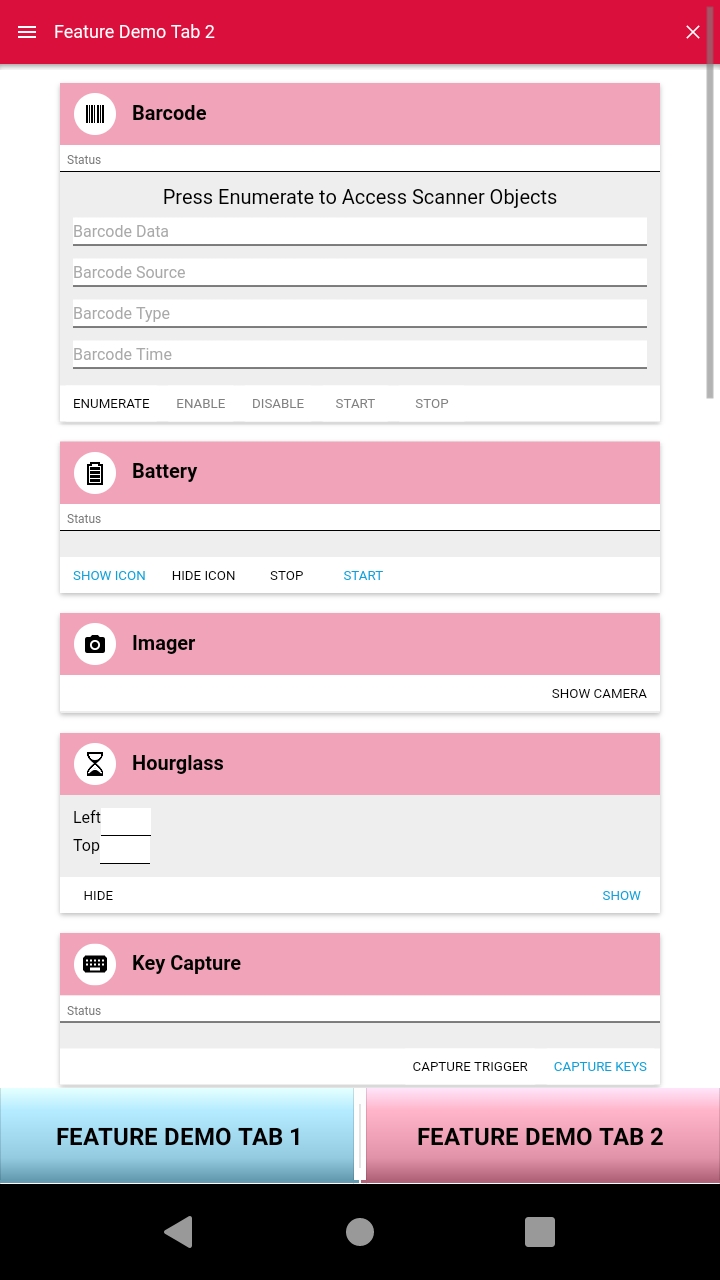 Feature Demo Tab 2
Barcode
Status
Press Enumerate to Access Scanner Objects
Barcode Data
Barcode Source
Barcode Type
Barcode Time
ENUMERATE ENABLE DISABLE START STOP
Battery
Status
SHOW ICON HIDE ICON STOP START
Imager
SHOW CAMERA
Hourglass
Left
Top
HIDE SHOW
Key Capture
Status
CAPTURE TRIGGER CAPTURE KEYS
FEATURE DEMO TAB 1 FEATURE DEMO TAB 2